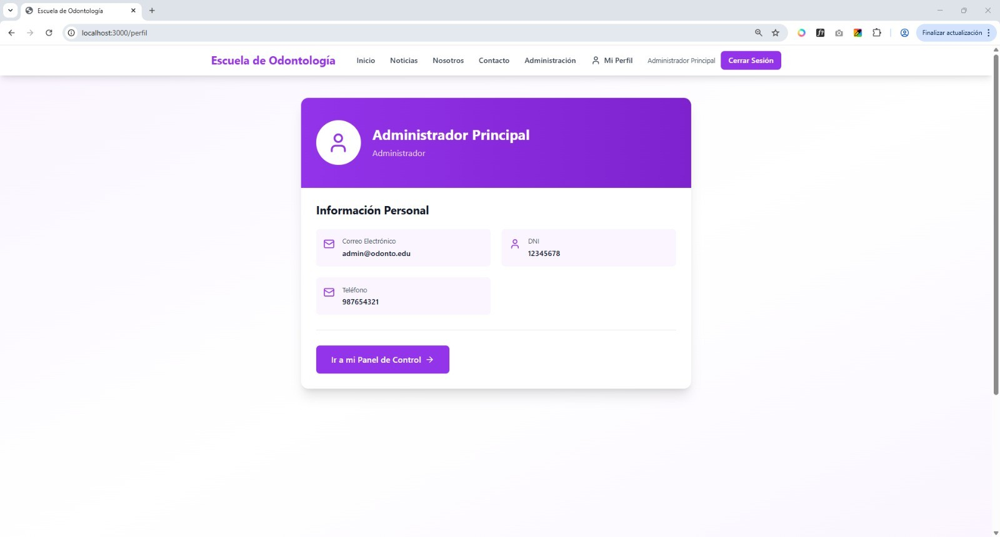 Escuela de Odontología
localhost:3000/perfil
Finalizar actualización
Escuela de Odontología Inicio Noticias Nosotros Contacto Administración Mi Perfil Administrador Principal Cerrar Sesión
Administrador Principal
Administrador
Información Personal
Correo Electrónico
admin@odonto.edu
DNI
12345678
Teléfono
987654321
Ir a mi Panel de Control →